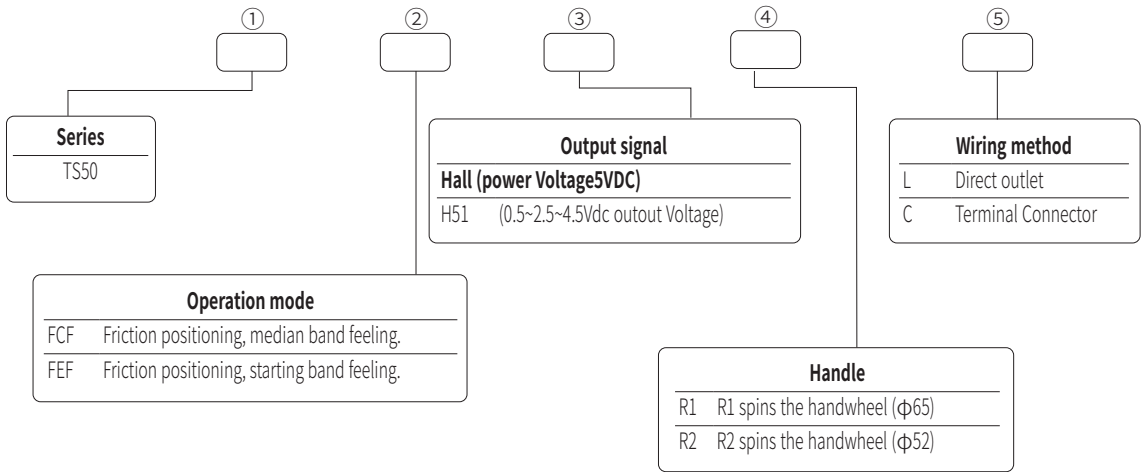 ① ② ③ ④ ⑤
Series
TS50
Output signal
Hall (power Voltage5VDC)
H51 (0.5~2.5~4.5Vdc outout Voltage)
Wiring method
L Direct outlet
C Terminal Connector
Operation mode
FCF Friction positioning, median band feeling.
FEF Friction positioning, starting band feeling.
Handle
R1 R1 spins the handwheel (ϕ65)
R2 R2 spins the handwheel (ϕ52)